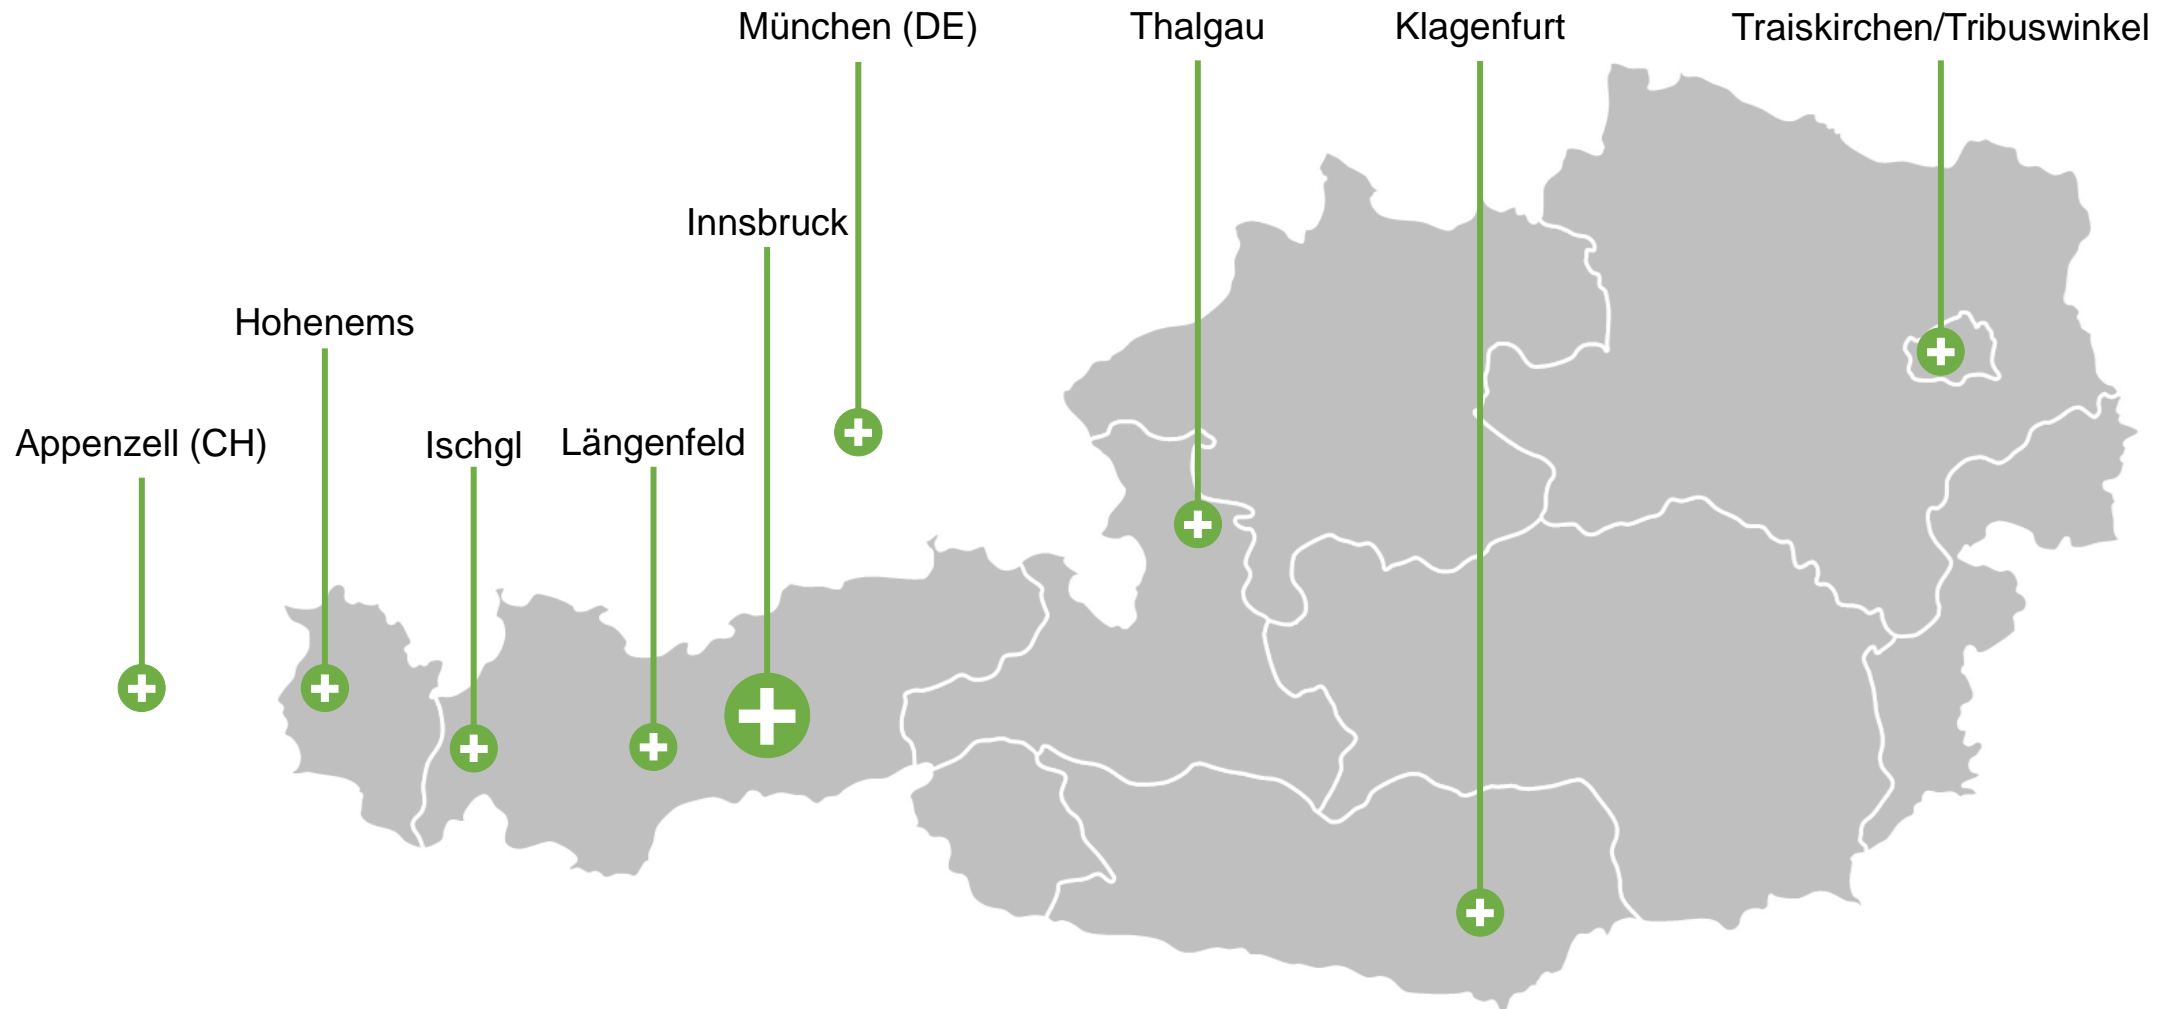 München (DE)
Thalgau
Klagenfurt
Traiskirchen/Tribuswinkel
Innsbruck
Hohenems
Appenzell (CH)
Ischgl
Längenfeld